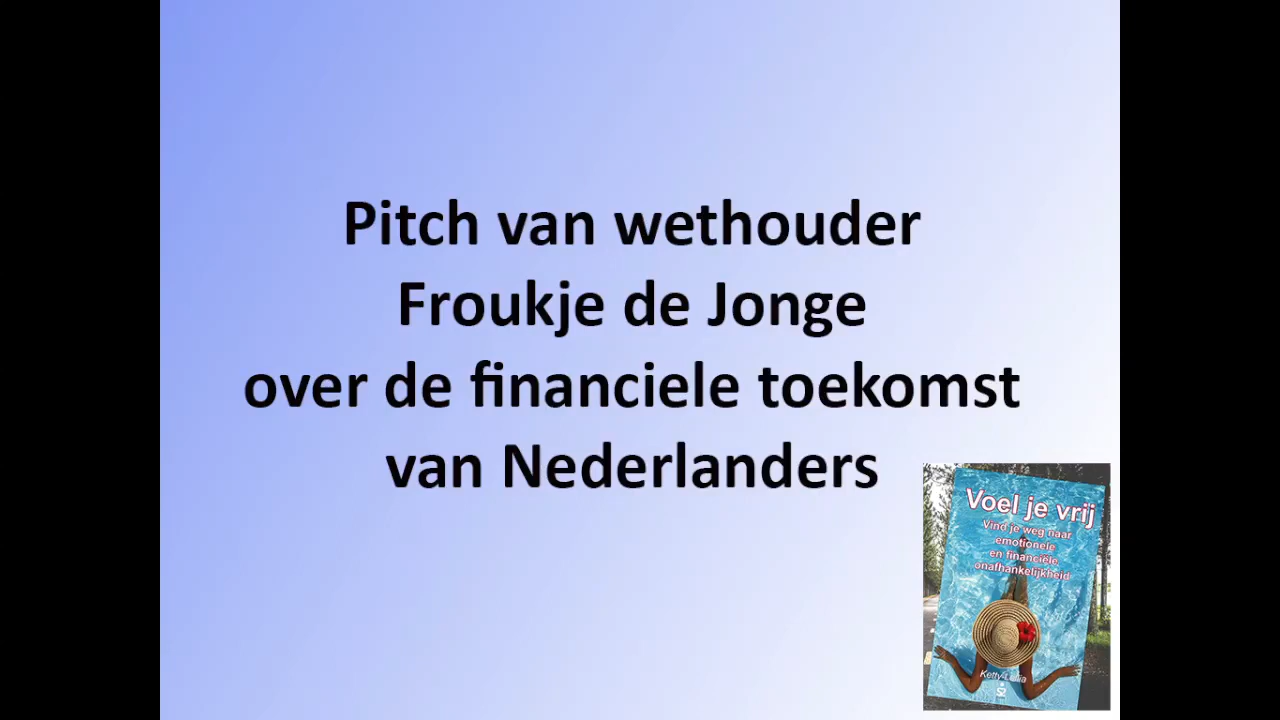 Pitch van wethouder
Froukje de Jonge
over de financiele toekomst
van Nederlanders
Voel je vrij
Vind je weg naar
emotionele
en financiële
onafhankelijkheid